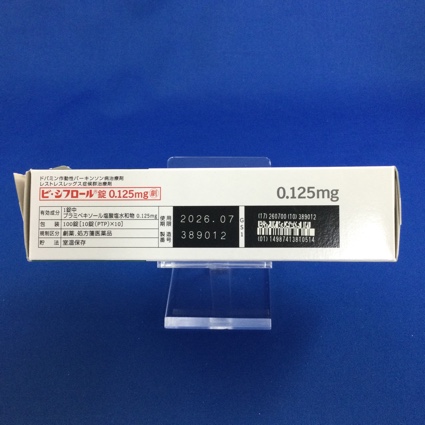 ドパミン作動性パーキンソン病治療剤
レストレスレッグス症候群治療剤
ビ・シフロール®錠 0.125mg 劇
0.125mg
有効成分 1錠中 プラミペキソール塩酸塩水和物 0.125mg
包装 100錠[10錠(PTP)×10]
規制区分 劇薬、処方箋医薬品
貯法 室温保存
使用期限 2026.07
製造番号 389012
GS1
(17) 260700 (10) 389012
(01) 14987413810514